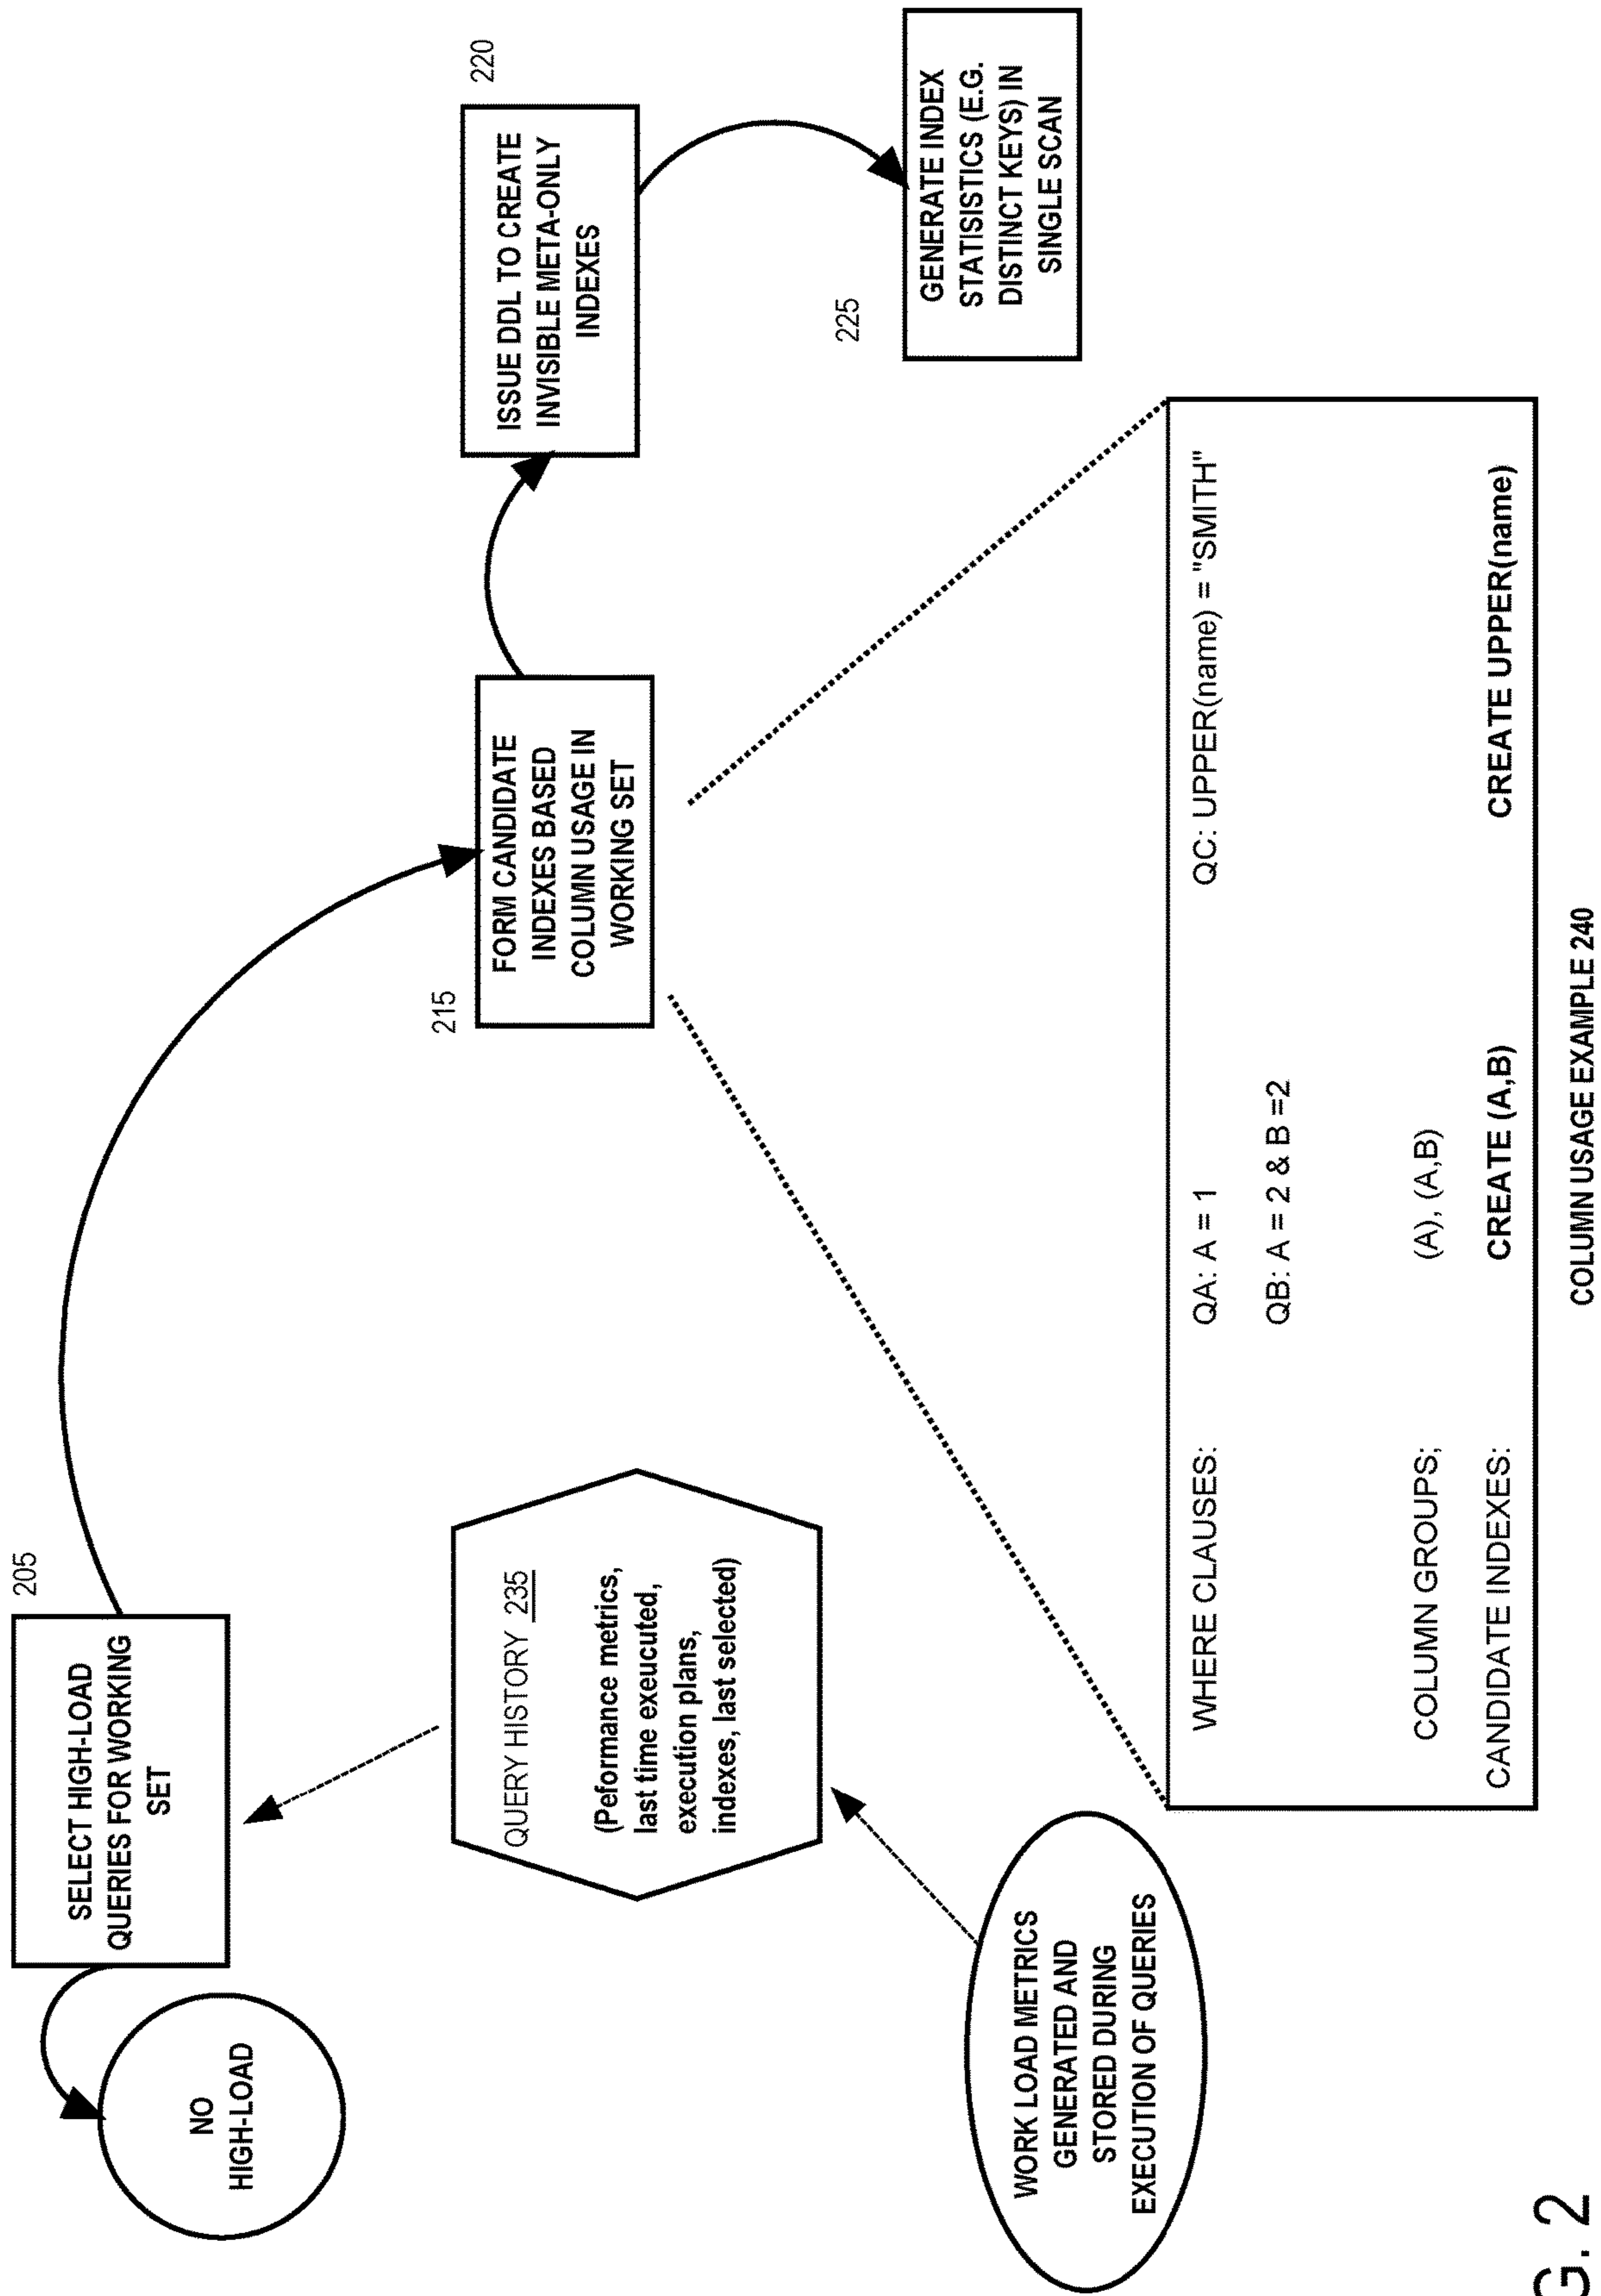 205
SELECT HIGH-LOAD
QUERIES FOR WORKING
SET
NO
HIGH-LOAD
QUERY HISTORY 235
(Peformance metrics,
last time exucuted,
execution plans,
indexes, last selected)
WORK LOAD METRICS
GENERATED AND
STORED DURING
EXECUTION OF QUERIES
215
FORM CANDIDATE
INDEXES BASED
COLUMN USAGE IN
WORKING SET
220
ISSUE DDL TO CREATE
INVISIBLE META-ONLY
INDEXES
225
GENERATE INDEX
STATISISTICS (E.G.
DISTINCT KEYS) IN
SINGLE SCAN
WHERE CLAUSES: QA: A = 1 QC: UPPER(name) = "SMITH"
QB: A = 2 & B =2
COLUMN GROUPS; (A), (A,B)
CANDIDATE INDEXES: CREATE (A,B) CREATE UPPER(name)
COLUMN USAGE EXAMPLE 240
G. 2